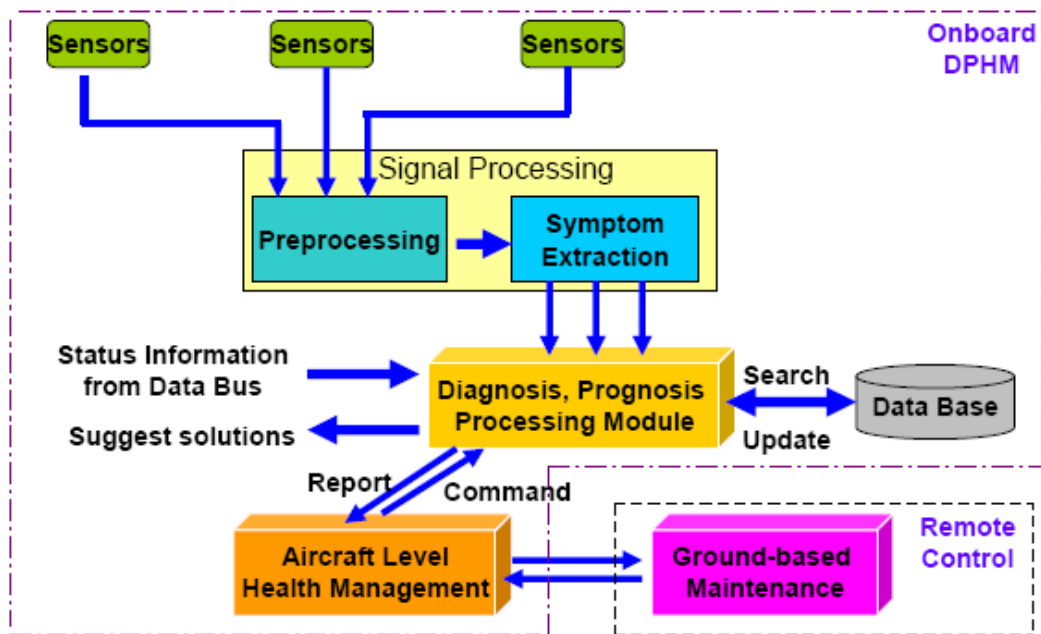 Sensors
Sensors
Sensors
Onboard
DPHM
Signal Processing
Preprocessing
Symptom
Extraction
Status Information
from Data Bus
Suggest solutions
Diagnosis, Prognosis
Processing Module
Search
Update
Data Base
Report
Command
Aircraft Level
Health Management
Ground-based
Maintenance
Remote
Control